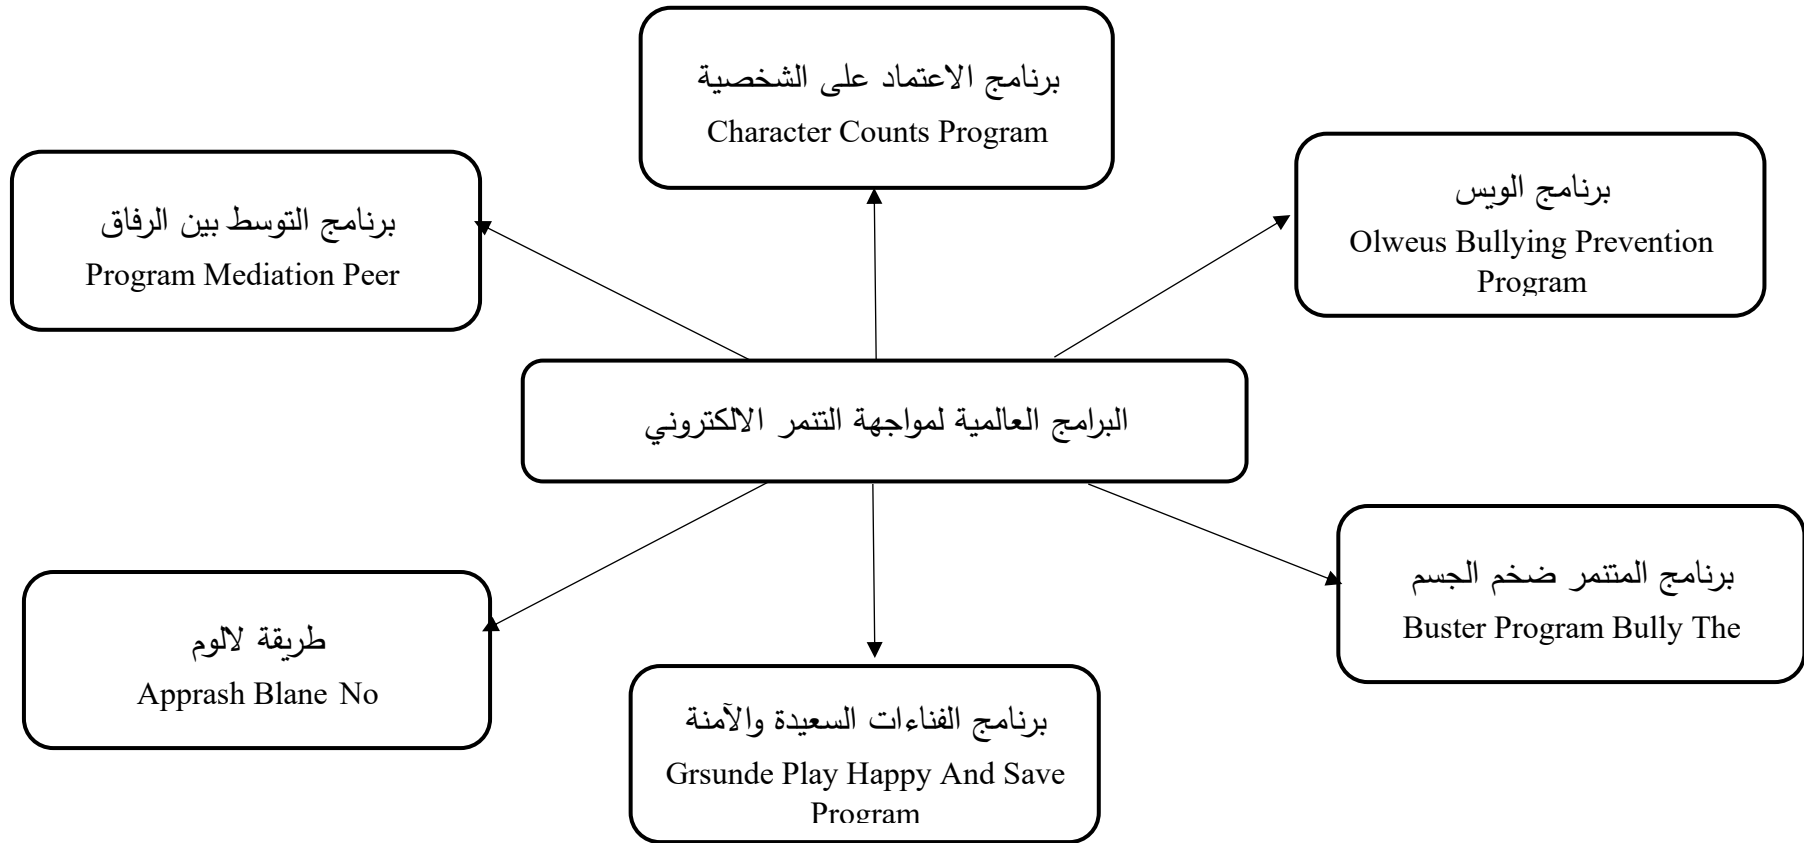 برنامج الاعتماد على الشخصية
Character Counts Program
برنامج الويس
Olweus Bullying Prevention
Program
برنامج التوسط بين الرفاق
Program Mediation Peer
البرامج العالمية لمواجهة التنمر الالكتروني
برنامج المتنمر ضخم الجسم
Buster Program Bully The
طريقة لالوم
Apprash Blane No
برنامج الفناءات السعيدة والآمنة
Grsunde Play Happy And Save
Program